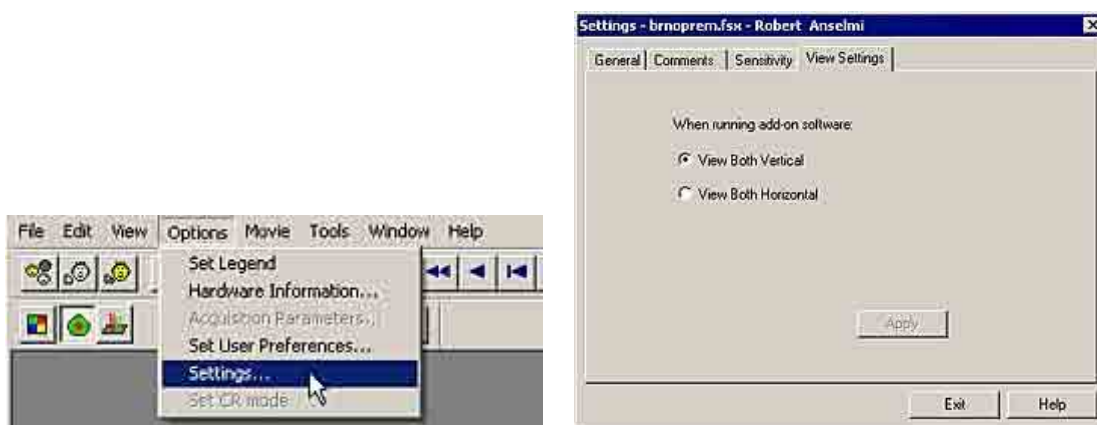 File Edit View Options Movie Tools Window Help
Set Legend
Hardware Information...
Acquisition Parameters...
Set User Preferences...
Settings...
Set CR mode
Settings - brnoprem.fsx - Robert Anselmi
General Comments Sensitivity View Settings
When running add-on software:
View Both Vertical
View Both Horizontal
Apply
Exit Help